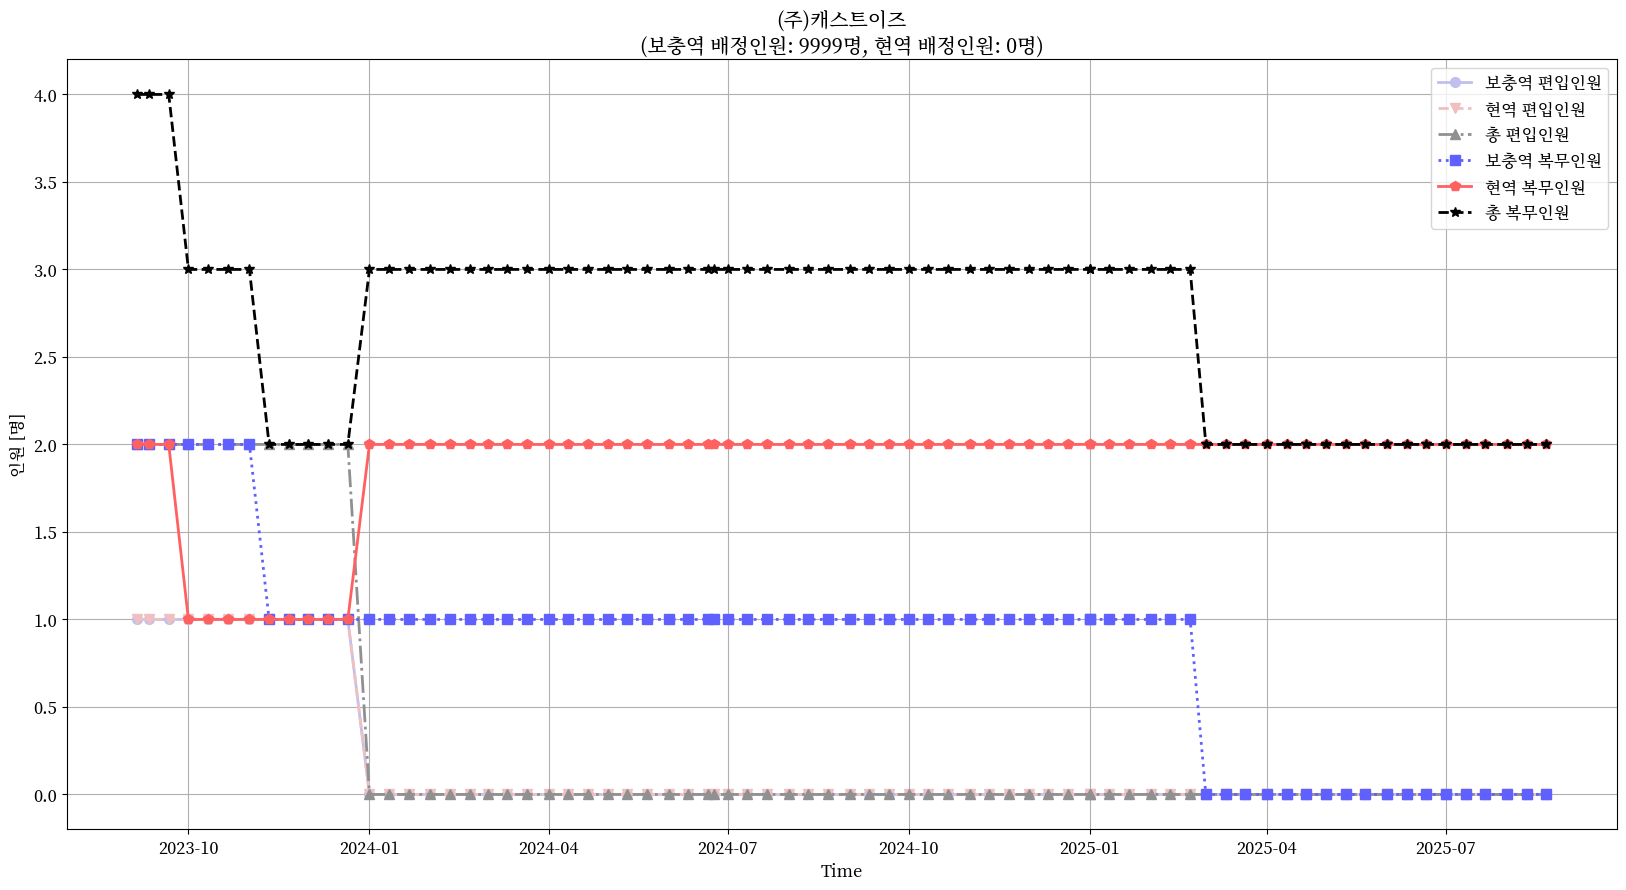 (주)캐스트이즈
(보충역 배정인원: 9999명, 현역 배정인원: 0명)
보충역 편입인원
현역 편입인원
총 편입인원
보충역 복무인원
현역 복무인원
총 복무인원
인원 [명]
4.0
3.5
3.0
2.5
2.0
1.5
1.0
0.5
0.0
2023-10
2024-01
2024-04
2024-07
2024-10
2025-01
2025-04
2025-07
Time